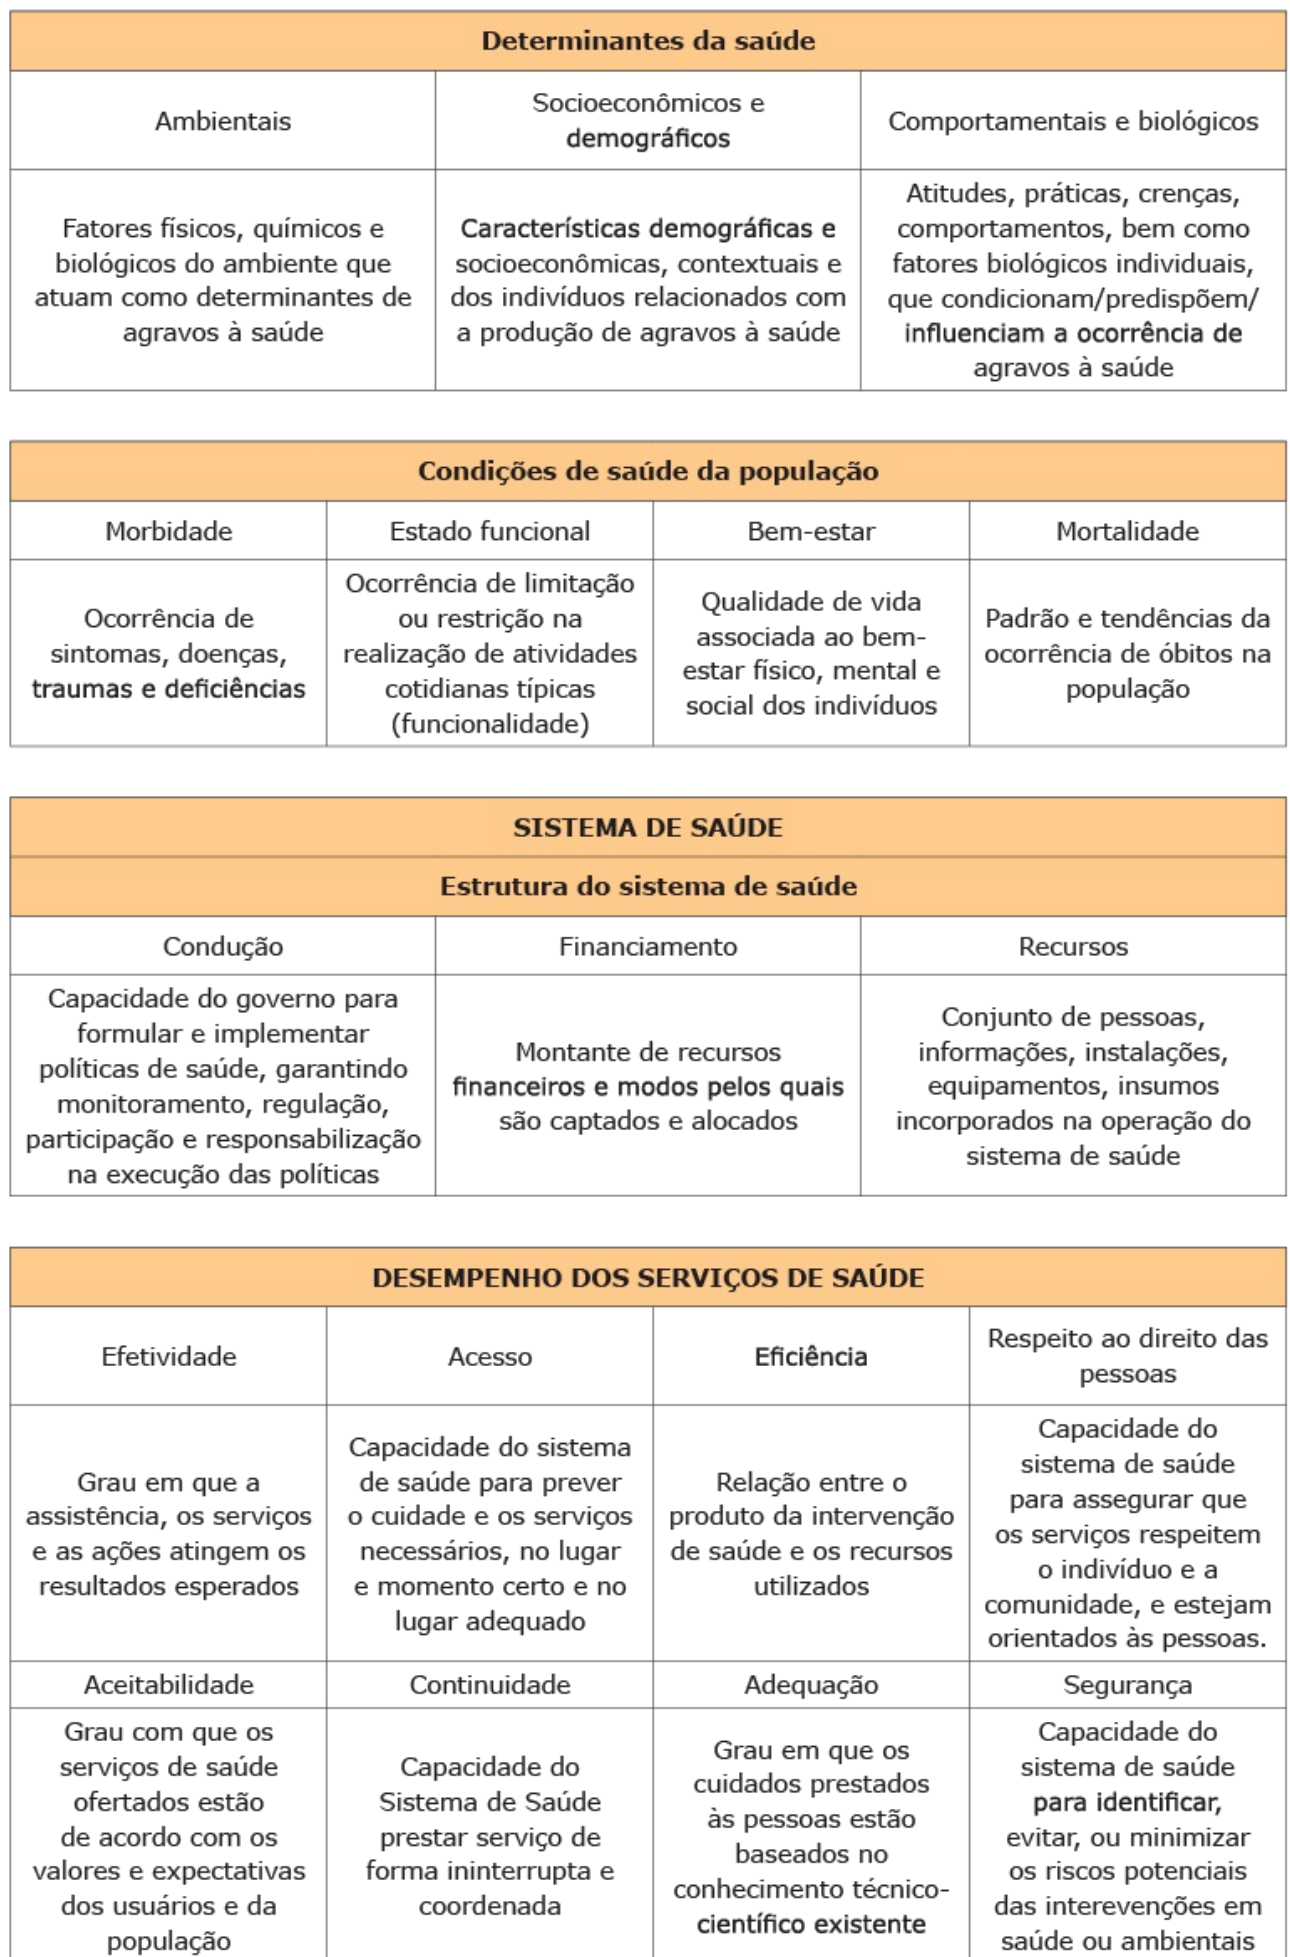 Determinantes da saúde
Ambientais
Socioeconômicos e
demográficos
Comportamentais e biológicos
Fatores físicos, químicos e
biológicos do ambiente que
atuam como determinantes de
agravos à saúde
Características demográficas e
socioeconômicas, contextuais e
dos indivíduos relacionados com
a produção de agravos à saúde
Atitudes, práticas, crenças,
comportamentos, bem como
fatores biológicos individuais,
que condicionam/predispõem/
influenciam a ocorrência de
agravos à saúde
Condições de saúde da população
Morbidade
Estado funcional
Bem-estar
Mortalidade
Ocorrência de
sintomas, doenças,
traumas e deficiências
Ocorrência de limitação
ou restrição na
realização de atividades
cotidianas típicas
(funcionalidade)
Qualidade de vida
associada ao bem-
estar físico, mental e
social dos indivíduos
Padrão e tendências da
ocorrência de óbitos na
população
SISTEMA DE SAÚDE
Estrutura do sistema de saúde
Condução
Financiamento
Recursos
Capacidade do governo para
formular e implementar
políticas de saúde, garantindo
monitoramento, regulação,
participação e responsabilização
na execução das políticas
Montante de recursos
financeiros e modos pelos quais
são captados e alocados
Conjunto de pessoas,
informações, instalações,
equipamentos, insumos
incorporados na operação do
sistema de saúde
DESEMPENHO DOS SERVIÇOS DE SAÚDE
Efetividade
Acesso
Eficiência
Respeito ao direito das
pessoas
Grau em que a
assistência, os serviços
e as ações atingem os
resultados esperados
Capacidade do sistema
de saúde para prever
o cuidade e os serviços
necessários, no lugar
e momento certo e no
lugar adequado
Relação entre o
produto da intervenção
de saúde e os recursos
utilizados
Capacidade do
sistema de saúde
para assegurar que
os serviços respeitem
o indivíduo e a
comunidade, e estejam
orientados às pessoas.
Aceitabilidade
Continuidade
Adequação
Segurança
Grau com que os
serviços de saúde
ofertados estão
de acordo com os
valores e expectativas
dos usuários e da
população
Capacidade do
Sistema de Saúde
prestar serviço de
forma ininterrupta e
coordenada
Grau em que os
cuidados prestados
às pessoas estão
baseados no
conhecimento técnico-
científico existente
Capacidade do
sistema de saúde
para identificar,
evitar, ou minimizar
os riscos potenciais
das interevenções em
saúde ou ambientais